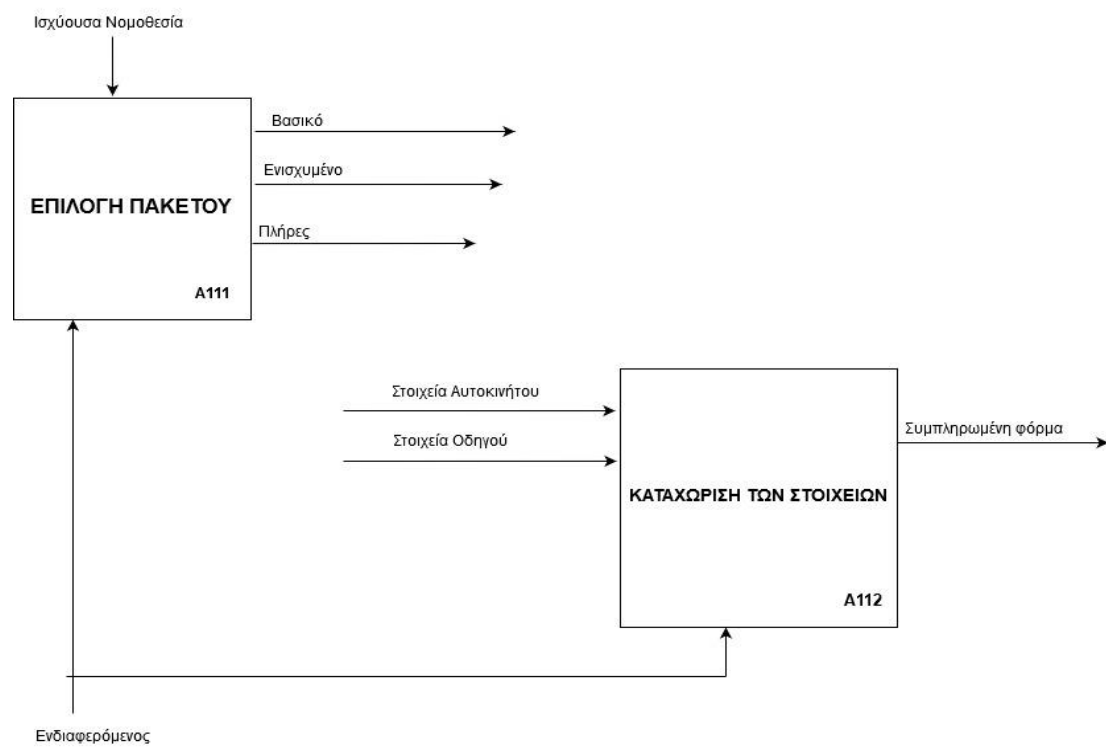 Ισχύουσα Νομοθεσία
Βασικό
Ενισχυμένο
ΕΠΙΛΟΓΗ ΠΑΚΕΤΟΥ
Πλήρες
A111
Στοιχεία Αυτοκινήτου
Στοιχεία Οδηγού
Συμπληρωμένη φόρμα
ΚΑΤΑΧΩΡΙΣΗ ΤΩΝ ΣΤΟΙΧΕΙΩΝ
A112
Ενδιαφερόμενος